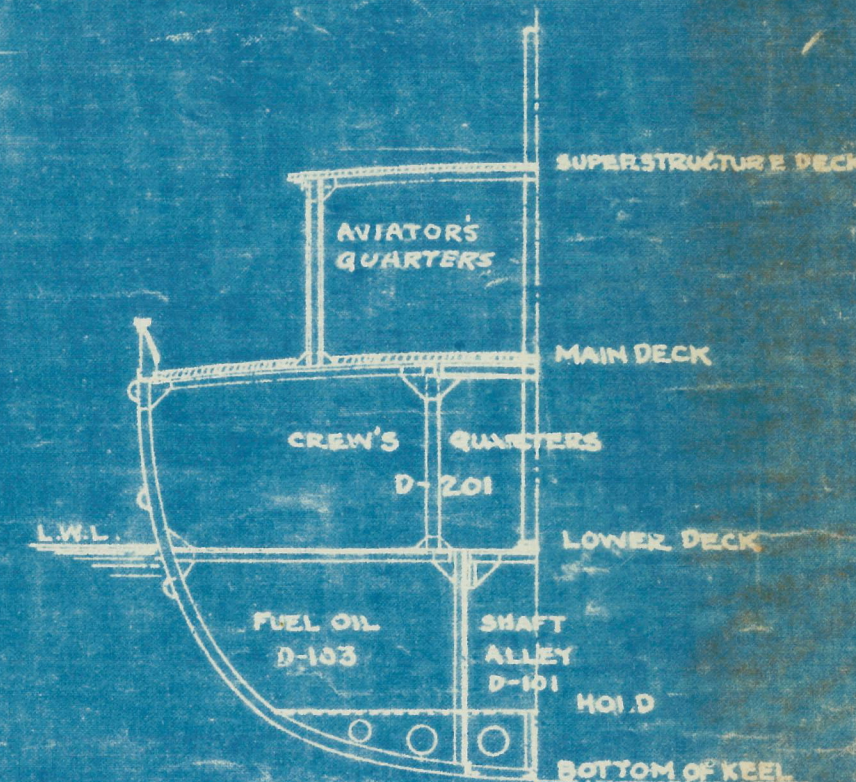 SUPERSTRUCTURE DECK
AVIATOR'S
QUARTERS
MAIN DECK
CREW'S QUARTERS
D-201
L.W.L.
LOWER DECK
FUEL OIL
D-103
SHAFT
ALLEY
D-101
HOLD
BOTTOM OF KEEL